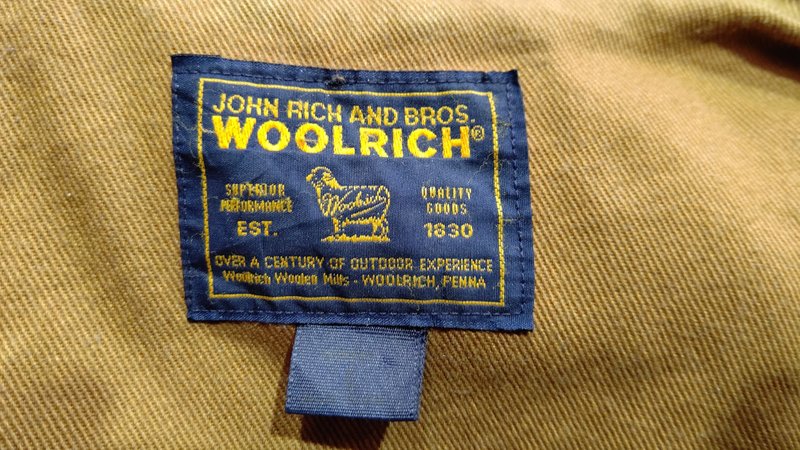 JOHN RICH AND BROS.
WOOLRICH®
SUPERIOR
PERFORMANCE
Woolrich
QUALITY
GOODS
EST.
1830
OVER A CENTURY OF OUTDOOR EXPERIENCE
Woolrich Woolen Mills - WOOLRICH, PENNA